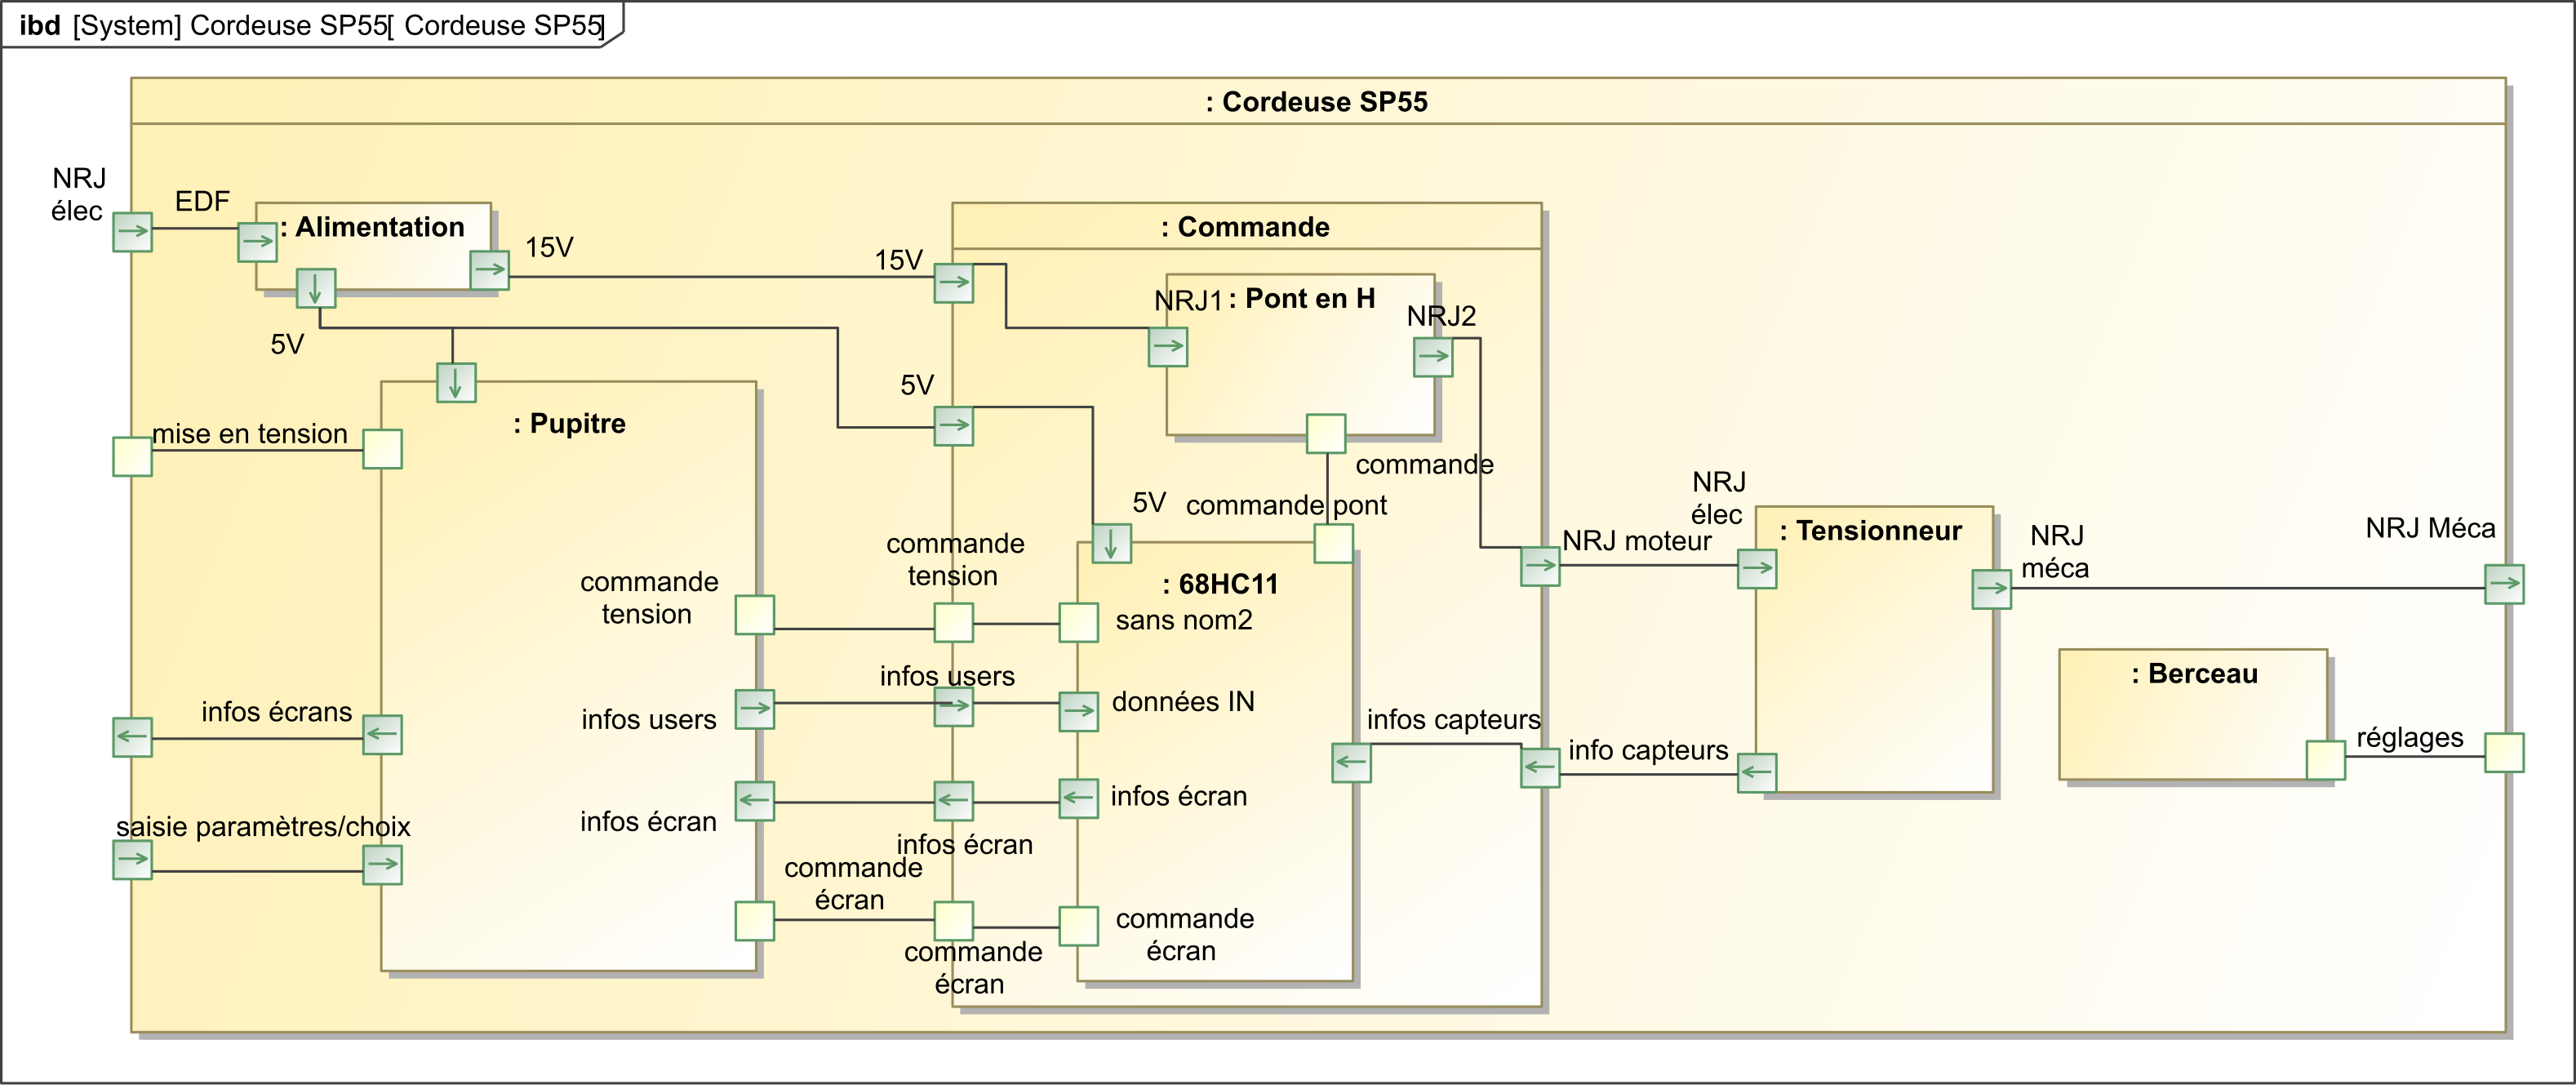 ibd [System] Cordeuse SP55[ Cordeuse SP55]
: Cordeuse SP55
NRJ
élec
EDF
: Alimentation
15V
5V
15V
5V
: Commande
NRJ1
: Pont en H
NRJ2
commande
: Pupitre
mise en tension
infos écrans
saisie paramètres/choix
commande
tension
infos users
infos écran
commande
écran
commande
tension
infos users
infos écran
commande
écran
5V
commande pont
: 68HC11
sans nom2
données IN
infos écran
commande
écran
infos capteurs
NRJ moteur
info capteurs
NRJ
élec
: Tensionneur
NRJ
méca
NRJ Méca
: Berceau
réglages